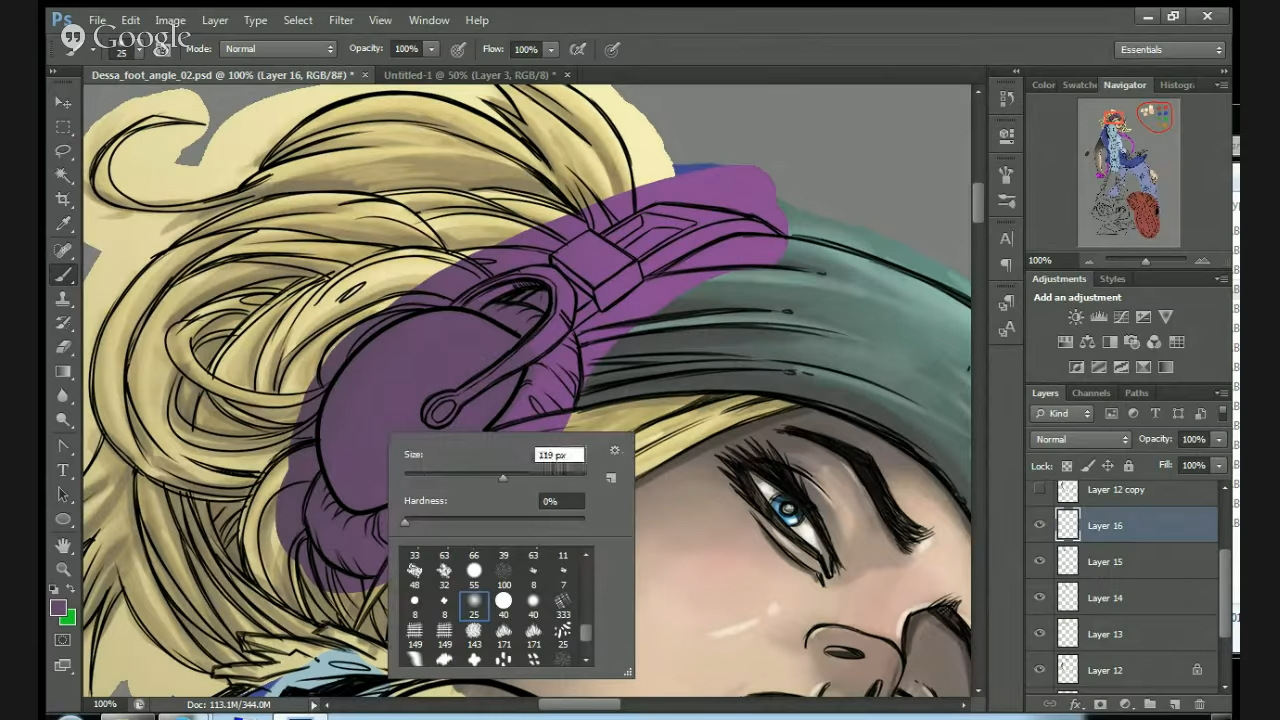 Ps File Edit Image Layer Type Select Filter View Window Help
Google
25 Mode: Normal Opacity: 100% Flow: 100% Essentials
Dessa_foot_angle_02.psd @ 100% (Layer 16, RGB/8#) * × Untitled-1 @ 50% (Layer 3, RGB/8) * ×
Color Swatche Navigator Histogr
100%
Adjustments Styles
Add an adjustment
Layers Channels Paths
Kind
Normal Opacity: 100%
Lock: Fill: 100%
Layer 12 copy
Layer 16
Layer 15
Layer 14
Layer 13
Layer 12
Size: 119 px
Hardness: 0%
33 63 66 39 63 11
48 32 55 100 8 7
8 8 25 40 40 333
149 149 143 171 171 25
100% Doc: 113.1M/344.0M